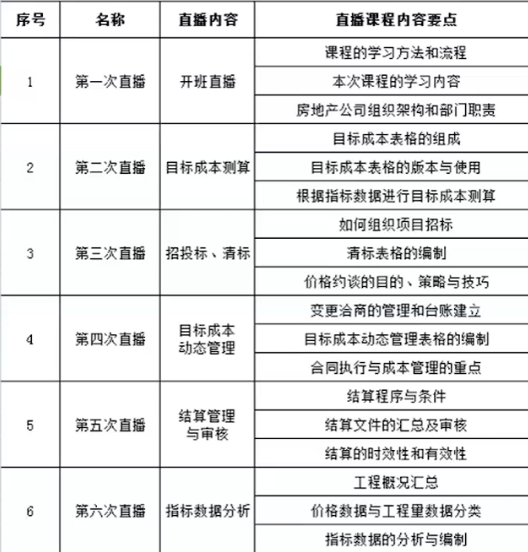 序号 名称 直播内容 直播课程内容要点
课程的学习方法和流程
1 第一次直播 开班直播 本次课程的学习内容
房地产公司组织架构和部门职责
目标成本表格的组成
2 第二次直播 目标成本测算 目标成本表格的版本与使用
根据指标数据进行目标成本测算
如何组织项目招标
3 第三次直播 招投标、清标 清标表格的编制
价格约谈的目的、策略与技巧
变更洽商的管理和台账建立
4 第四次直播 目标成本 动态管理 目标成本动态管理表格的编制
合同执行与成本管理的重点
结算程序与条件
5 第五次直播 结算管理 与审核 结算文件的汇总及审核
结算的时效性和有效性
工程概况汇总
6 第六次直播 指标数据分析 价格数据与工程量数据分类
指标数据的分析与编制